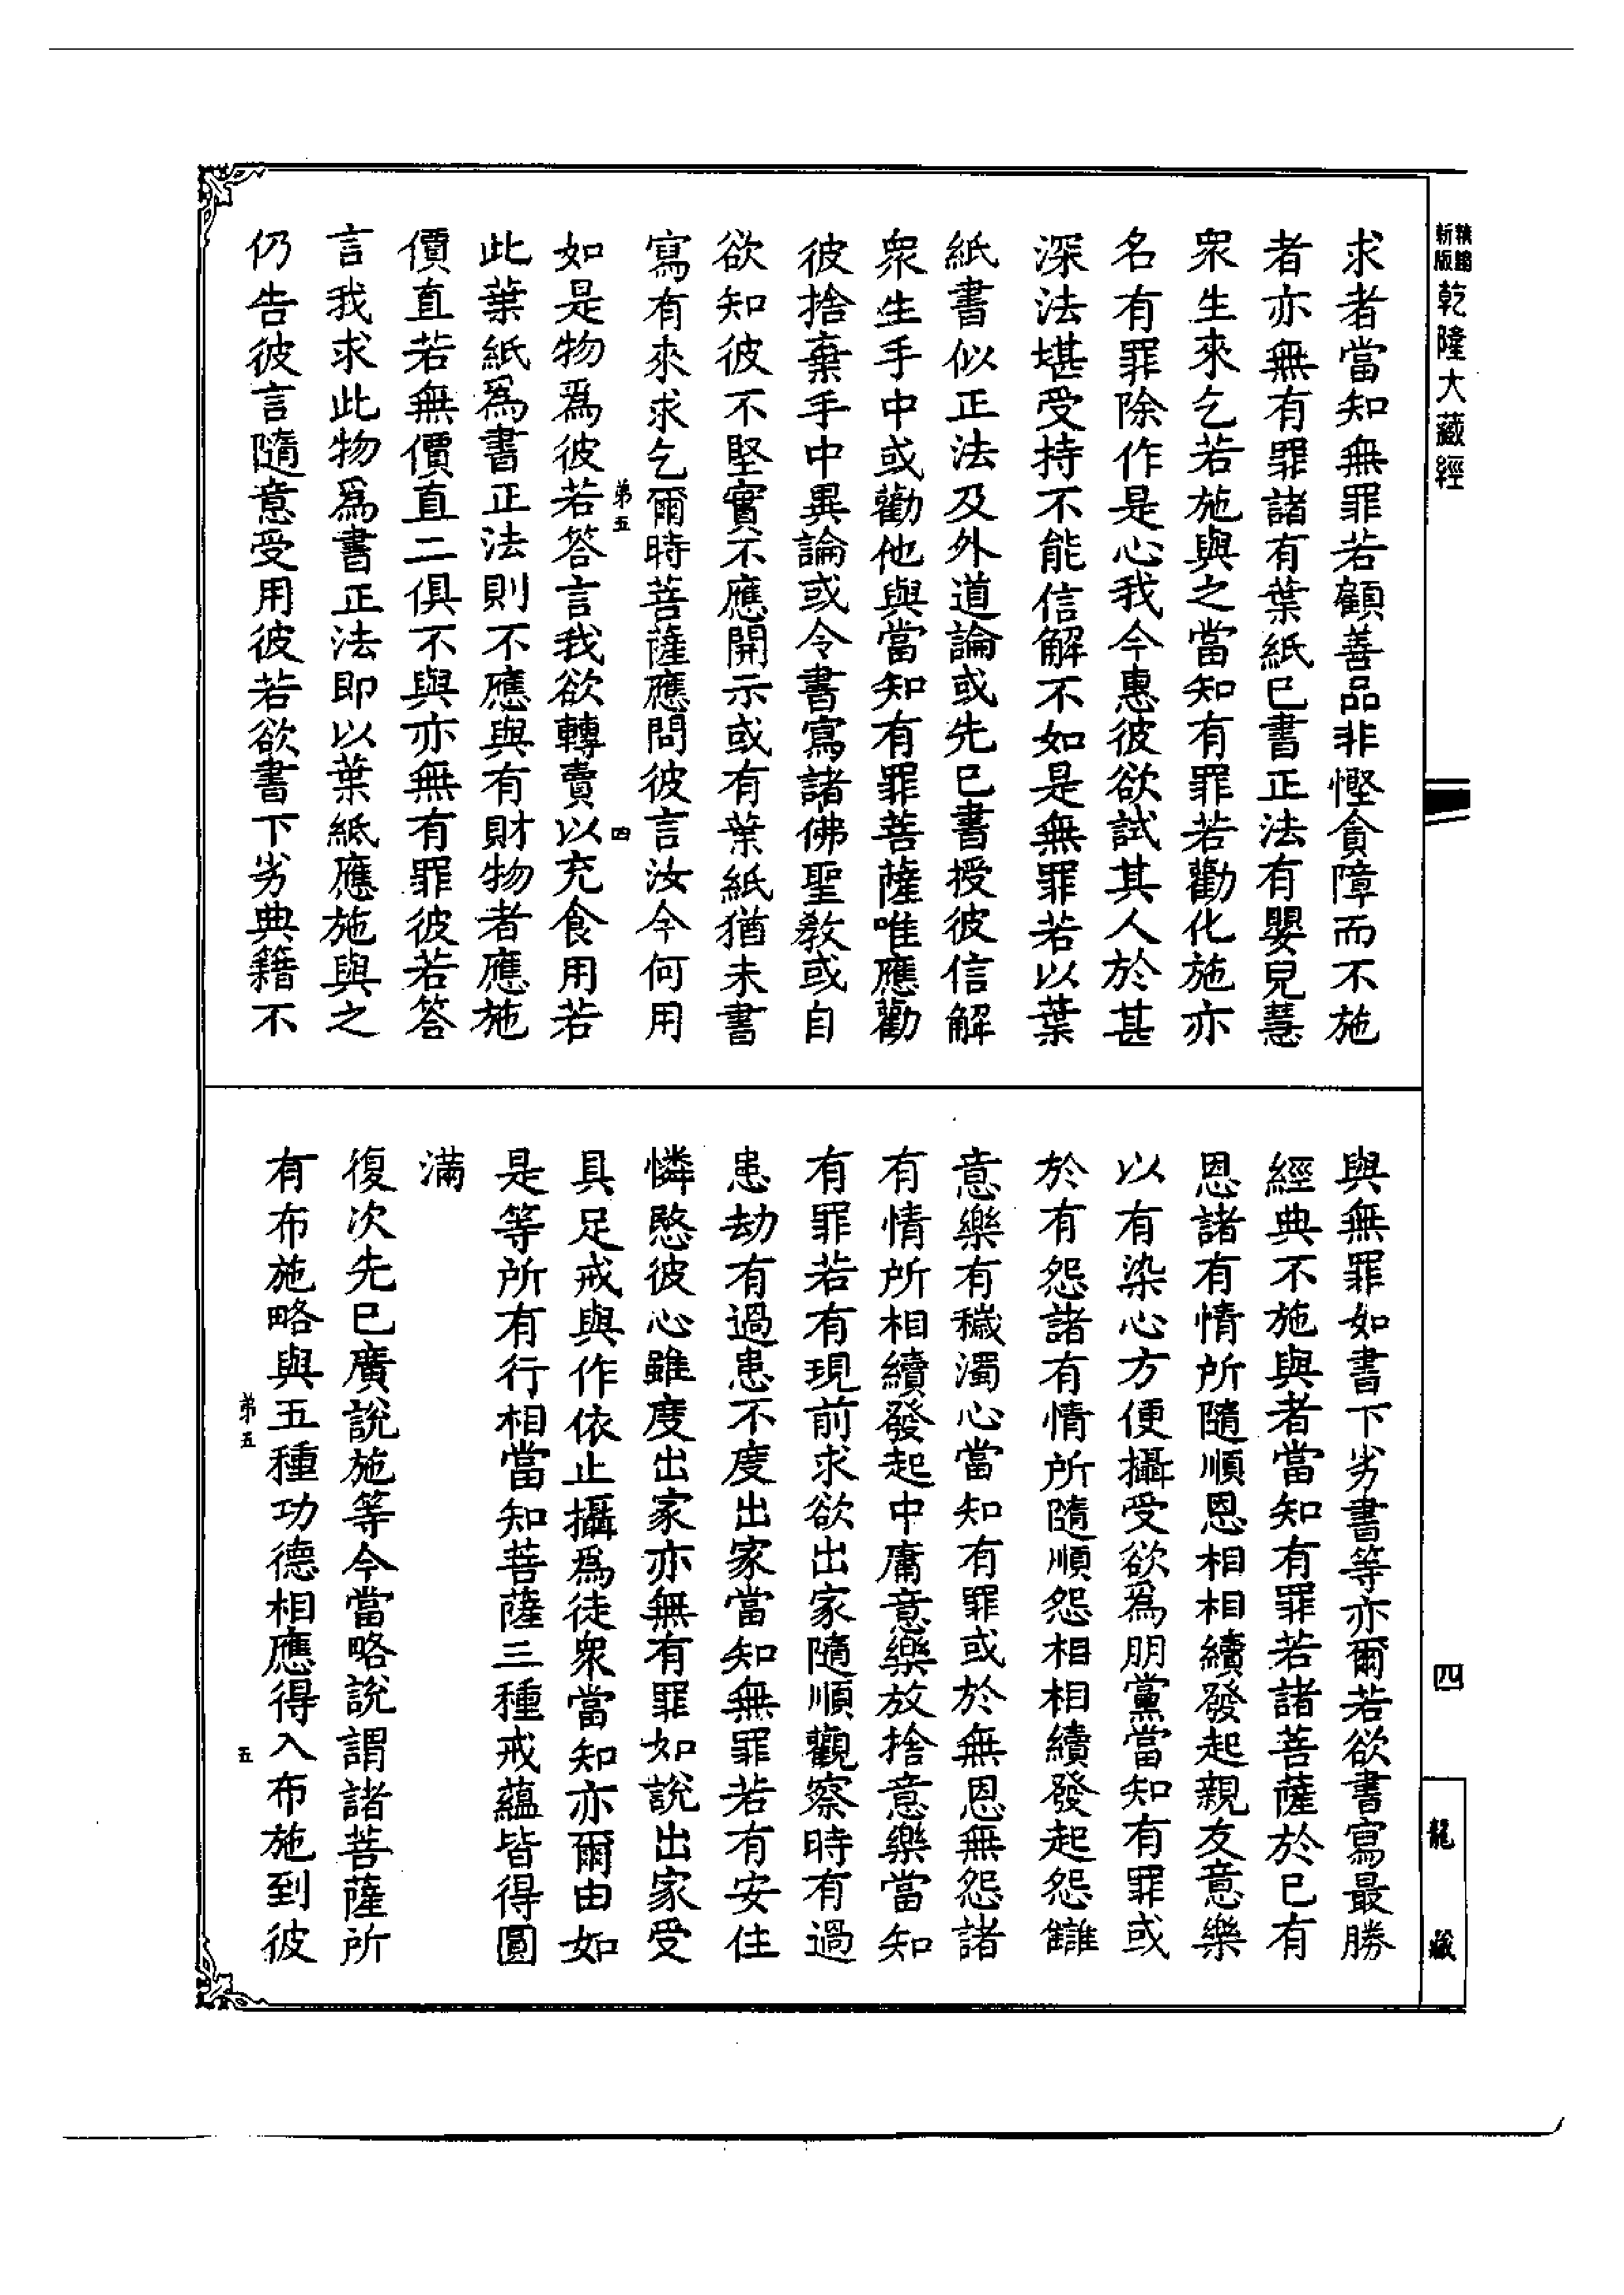 新版
乾隆大藏經
求者當知無罪若顧善品非慳貪障而不施
者亦無有罪諸有葉紙已書正法有嬰兒慧
衆生來乞若施與之當知有罪若勸化施亦
名有罪除作是心我今惠彼欲試其人於甚
深法堪受持不能信解不如是無罪若以葉
紙書似正法及外道論或先已書授彼信解
衆生手中或勸他與當知有罪菩薩唯應勸
彼捨棄手中異論或令書寫諸佛聖教或自
欲知彼不堅實不應開示或有葉紙猶未書
寫有來求乞爾時菩薩應問彼言汝今何用
第五
四
如是物爲彼若答言我欲轉賣以充食用若
此葉紙爲書正法則不應與有財物者應施
價直若無價直二俱不與亦無有罪彼若答
言我求此物爲書正法即以葉紙應施與之
仍告彼言隨意受用彼若欲書下劣典籍不
與無罪如書下劣書等亦爾若欲書寫最勝
經典不施與者當知有罪若諸菩薩於已有
恩諸有情所隨順恩相相續發起親友意樂
以有染心方便攝受欲爲朋黨當知有罪或
於有怨諸有情所隨順怨相相續發起怨讎
意樂有穢濁心當知有罪或於無恩無怨諸
有情所相續發起中庸意樂放捨意樂當知
有罪若有現前求欲出家隨順觀察時有過
患劫有過患不度出家當知無罪若有安住
憐愍彼心雖度出家亦無有罪如說出家受
具足戒與作依止攝爲徒衆當知亦爾由如
是等所有行相當知菩薩三種戒蘊皆得圓
滿
復次先已廣說施等今當略說謂諸菩薩所
有布施略與五種功德相應得入布施到彼
第五
五
四
龍藏